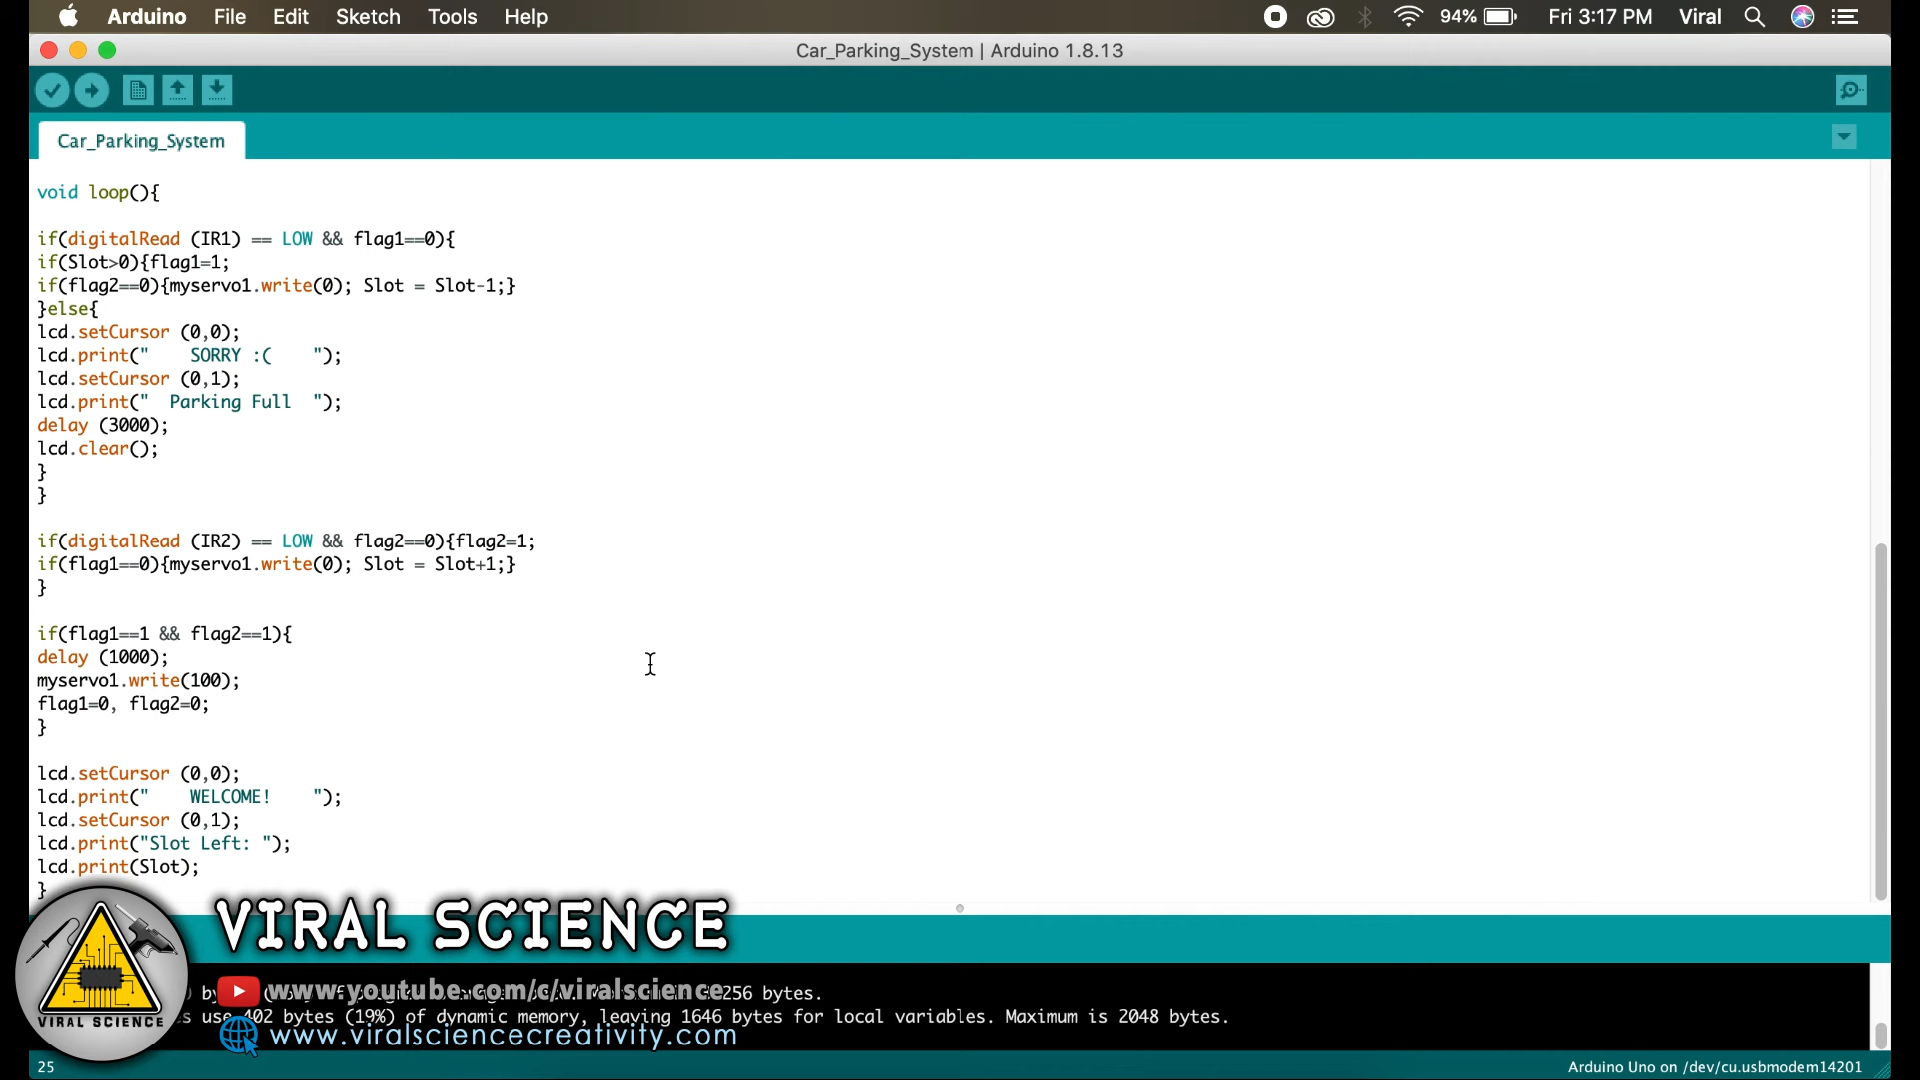 Arduino File Edit Sketch Tools Help 94% Fri 3:17 PM Viral
Car_Parking_System | Arduino 1.8.13
Car_Parking_System
void loop(){
if(digitalRead (IR1) == LOW && flag1==0){
if(Slot>0){flag1=1;
if(flag2==0){myservo1.write(0); Slot = Slot-1;}
}else{
lcd.setCursor (0,0);
lcd.print("    SORRY :(    ");
lcd.setCursor (0,1);
lcd.print("  Parking Full  ");
delay (3000);
lcd.clear();
}
}
if(digitalRead (IR2) == LOW && flag2==0){flag2=1;
if(flag1==0){myservo1.write(0); Slot = Slot+1;}
}
if(flag1==1 && flag2==1){
delay (1000);
myservo1.write(100);
flag1=0, flag2=0;
}
lcd.setCursor (0,0);
lcd.print("    WELCOME!    ");
lcd.setCursor (0,1);
lcd.print("Slot Left: ");
lcd.print(Slot);
}
VIRAL SCIENCE
www.youtube.com/c/viralscience
256 bytes.
VIRAL SCIENCE
use 402 bytes (19%) of dynamic memory, leaving 1646 bytes for local variables. Maximum is 2048 bytes.
www.viralsciencecreativity.com
25 Arduino Uno on /dev/cu.usbmodem14201